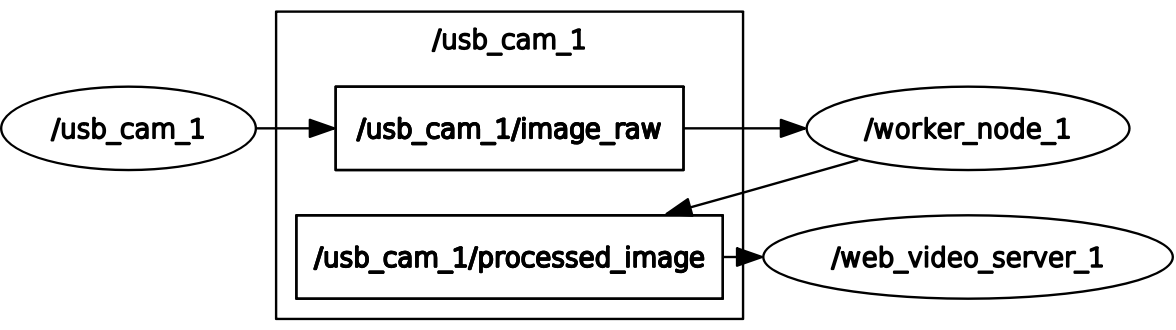 /usb_cam_1
/usb_cam_1
/usb_cam_1/image_raw
/worker_node_1
/usb_cam_1/processed_image
/web_video_server_1